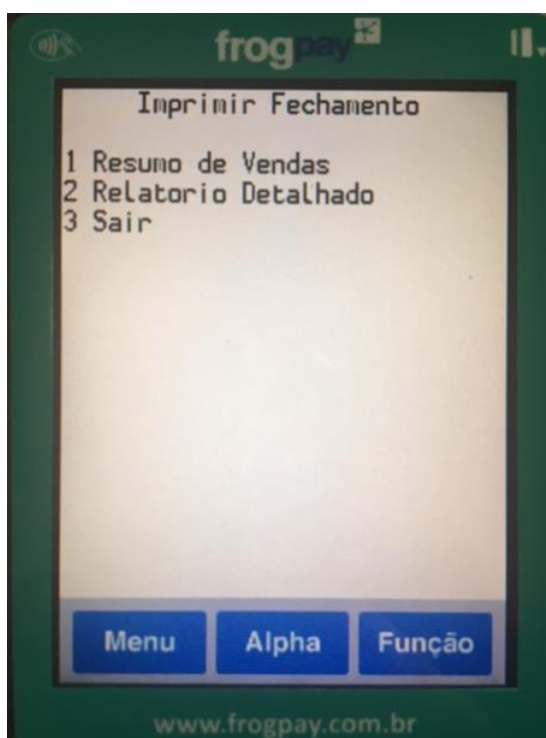 frogpay
Imprimir Fechamento
1 Resumo de Vendas
2 Relatorio Detalhado
3 Sair
Menu
Alpha
Função
www.frogpay.com.br